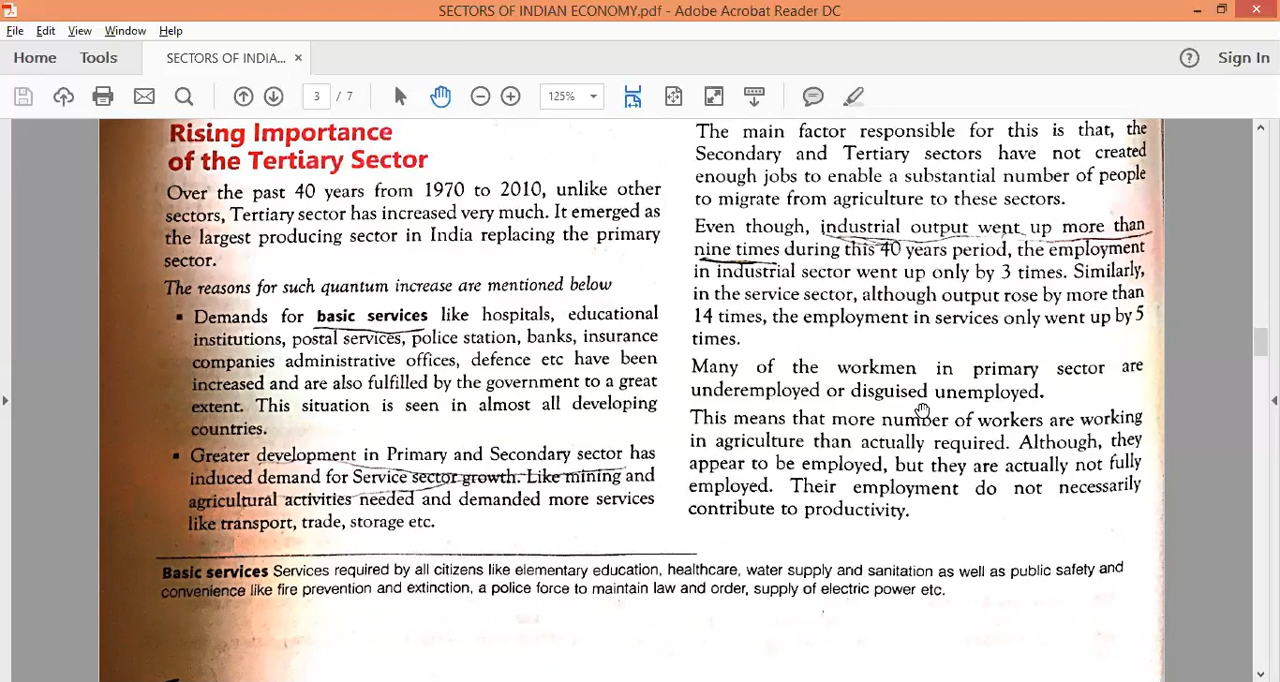 SECTORS OF INDIAN ECONOMY.pdf - Adobe Acrobat Reader DC
File Edit View Window Help
Home Tools SECTORS OF INDIA... × Sign In
3 / 7 125%
Rising Importance
of the Tertiary Sector
Over the past 40 years from 1970 to 2010, unlike other
sectors, Tertiary sector has increased very much. It emerged as
the largest producing sector in India replacing the primary
sector.
The reasons for such quantum increase are mentioned below
▪ Demands for basic services like hospitals, educational
institutions, postal services, police station, banks, insurance
companies administrative offices, defence etc have been
increased and are also fulfilled by the government to a great
extent. This situation is seen in almost all developing
countries.
▪ Greater development in Primary and Secondary sector has
induced demand for Service sector growth. Like mining and
agricultural activities needed and demanded more services
like transport, trade, storage etc.
The main factor responsible for this is that, the
Secondary and Tertiary sectors have not created
enough jobs to enable a substantial number of people
to migrate from agriculture to these sectors.
Even though, industrial output went up more than
nine times during this 40 years period, the employment
in industrial sector went up only by 3 times. Similarly,
in the service sector, although output rose by more than
14 times, the employment in services only went up by 5
times.
Many of the workmen in primary sector are
underemployed or disguised unemployed.
This means that more number of workers are working
in agriculture than actually required. Although, they
appear to be employed, but they are actually not fully
employed. Their employment do not necessarily
contribute to productivity.
Basic services Services required by all citizens like elementary education, healthcare, water supply and sanitation as well as public safety and
convenience like fire prevention and extinction, a police force to maintain law and order, supply of electric power etc.